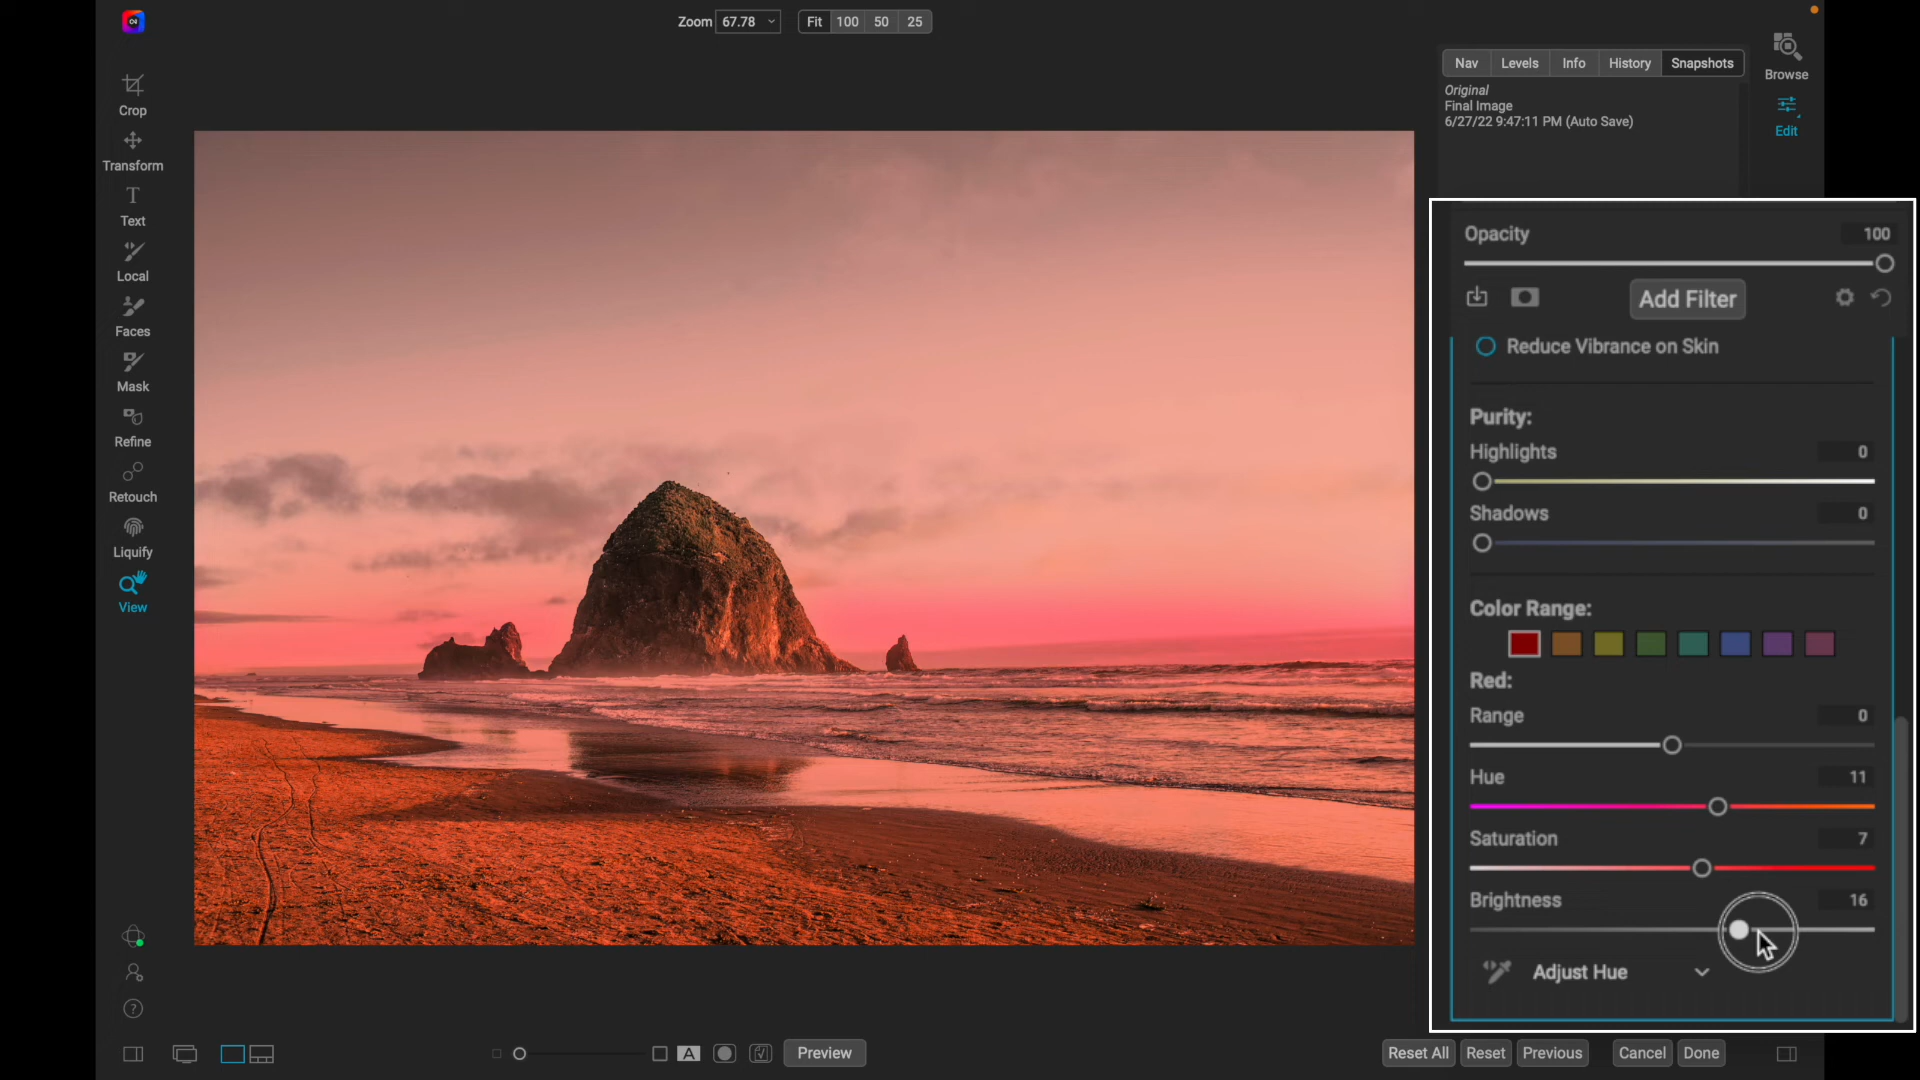 Zoom 67.78 Fit 100 50 25
Crop
Transform
T
Text
Local
Faces
Mask
Refine
Retouch
Liquify
View
Nav Levels Info History Snapshots
Original
Final Image
6/27/22 9:47:11 PM (Auto Save)
Browse
Edit
Opacity 100
Add Filter
Reduce Vibrance on Skin
Purity:
Highlights 0
Shadows 0
Color Range:
Red:
Range 0
Hue 11
Saturation 7
Brightness 16
Adjust Hue
?
A Preview Reset All Reset Previous Cancel Done